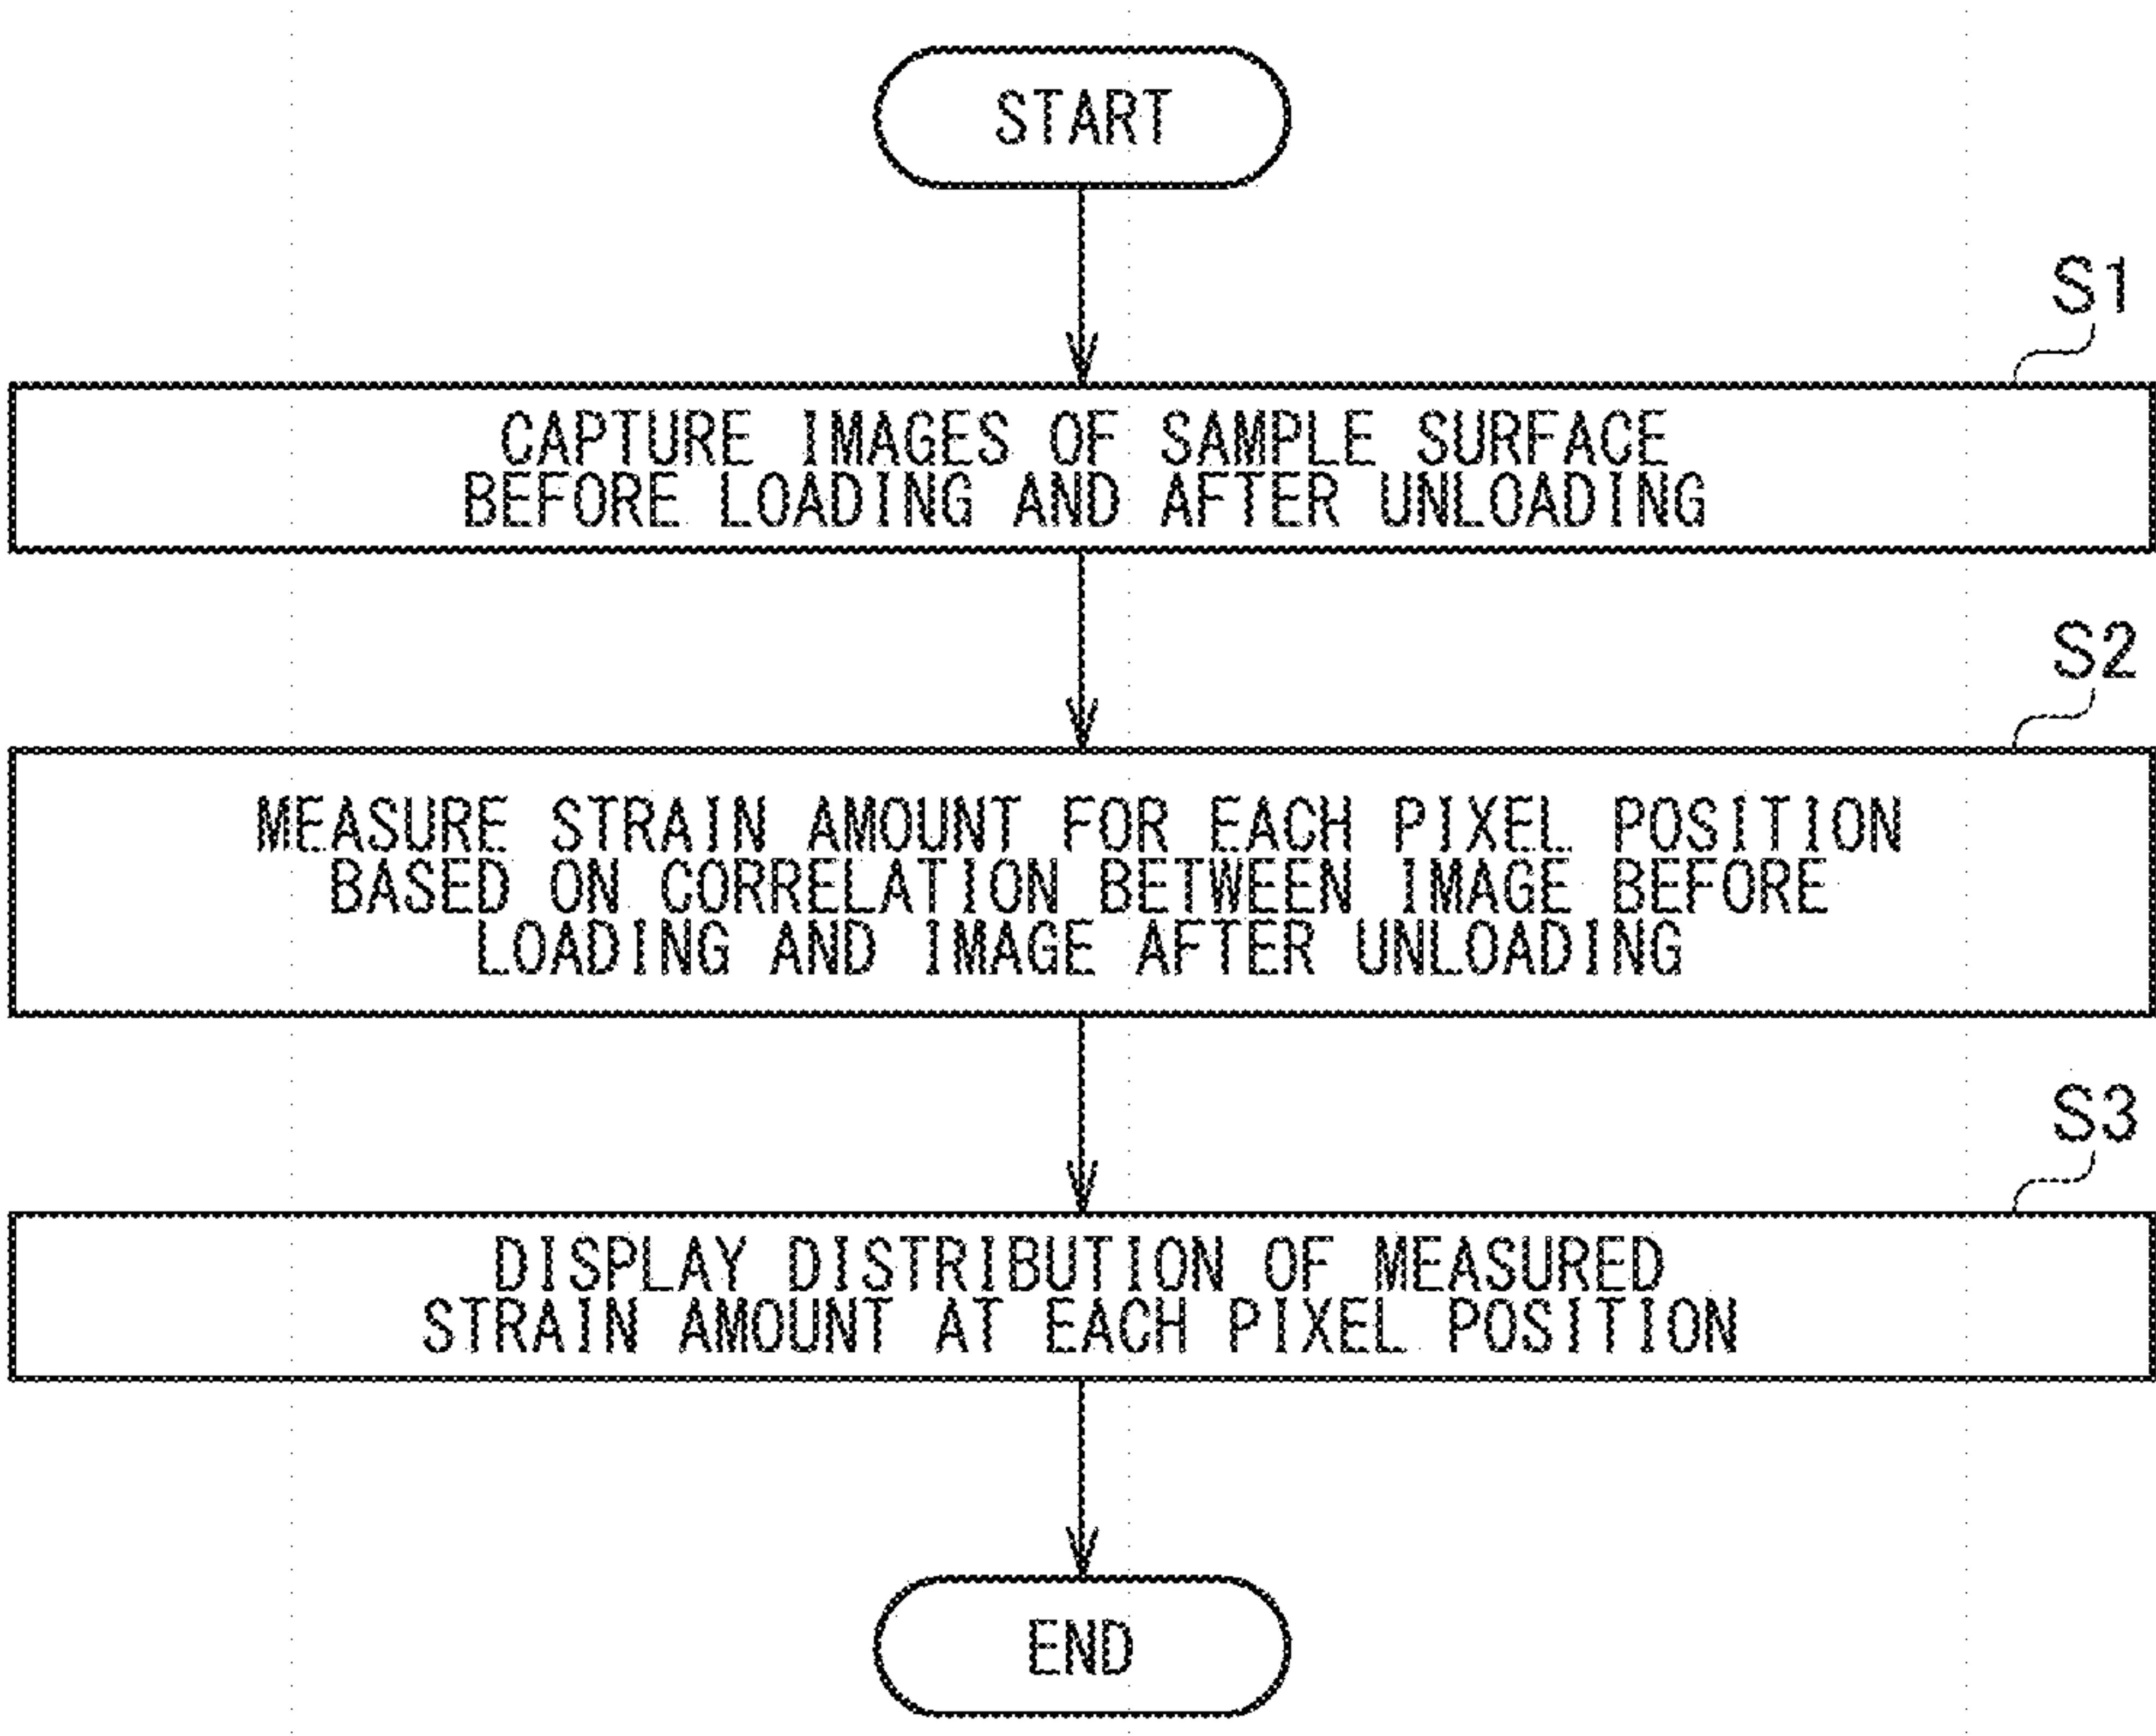 START
S1
CAPTURE IMAGES OF SAMPLE SURFACE
BEFORE LOADING AND AFTER UNLOADING
S2
MEASURE STRAIN AMOUNT FOR EACH PIXEL POSITION
BASED ON CORRELATION BETWEEN IMAGE BEFORE
LOADING AND IMAGE AFTER UNLOADING
S3
DISPLAY DISTRIBUTION OF MEASURED
STRAIN AMOUNT AT EACH PIXEL POSITION
END